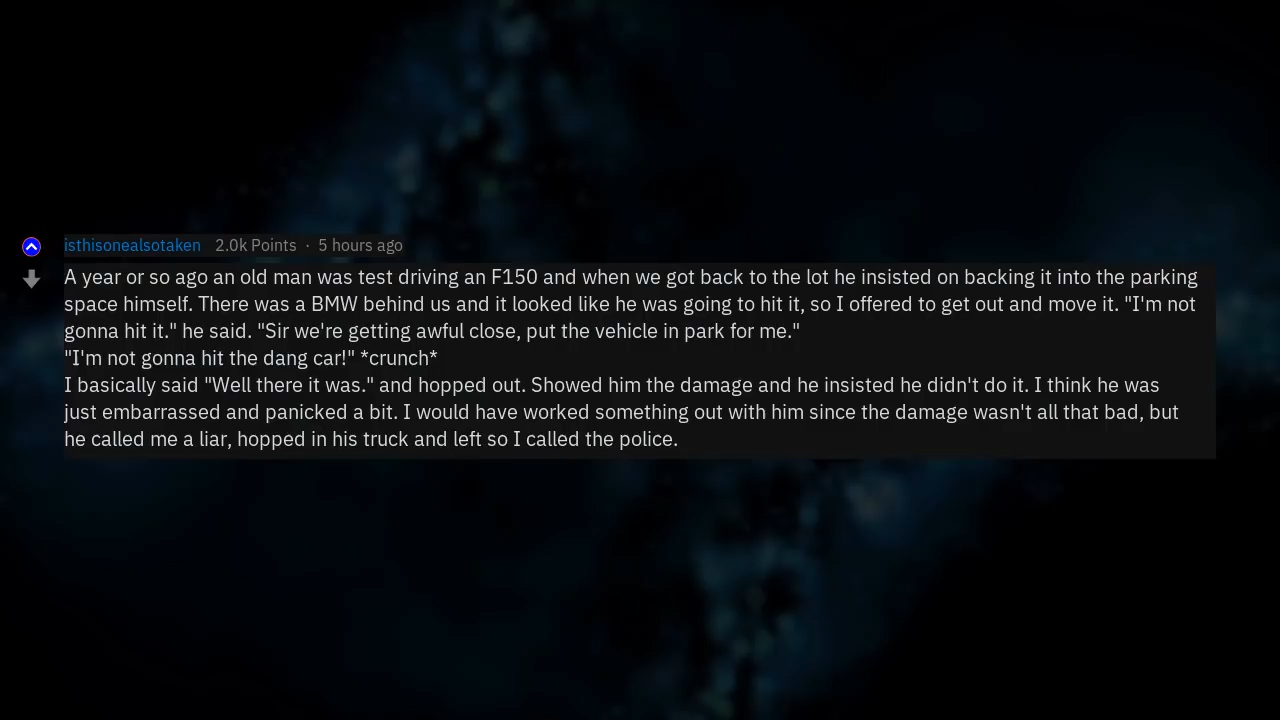 isthisonealsotaken 2.0k Points · 5 hours ago
A year or so ago an old man was test driving an F150 and when we got back to the lot he insisted on backing it into the parking
space himself. There was a BMW behind us and it looked like he was going to hit it, so I offered to get out and move it. "I'm not
gonna hit it." he said. "Sir we're getting awful close, put the vehicle in park for me."
"I'm not gonna hit the dang car!" *crunch*
I basically said "Well there it was." and hopped out. Showed him the damage and he insisted he didn't do it. I think he was
just embarrassed and panicked a bit. I would have worked something out with him since the damage wasn't all that bad, but
he called me a liar, hopped in his truck and left so I called the police.